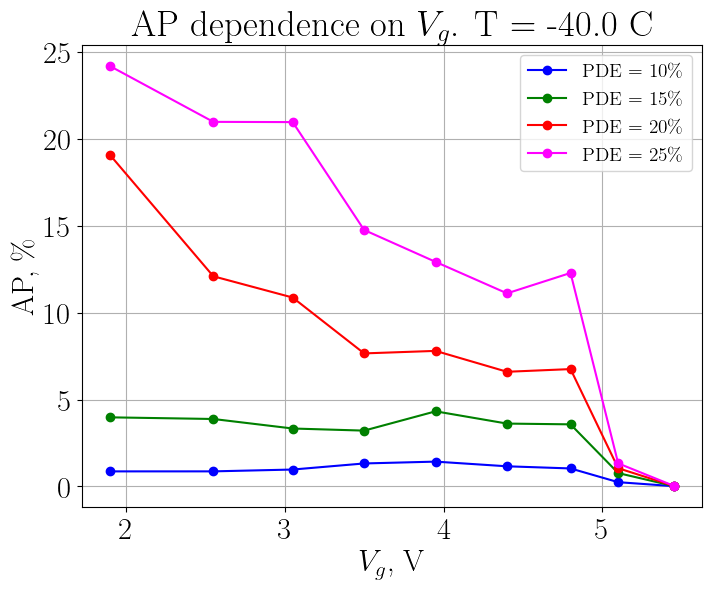 AP dependence on V_g. T = -40.0 C
PDE = 10%
PDE = 15%
PDE = 20%
PDE = 25%
AP, %
25
20
15
10
5
0
2 3 4 5
V_g, V